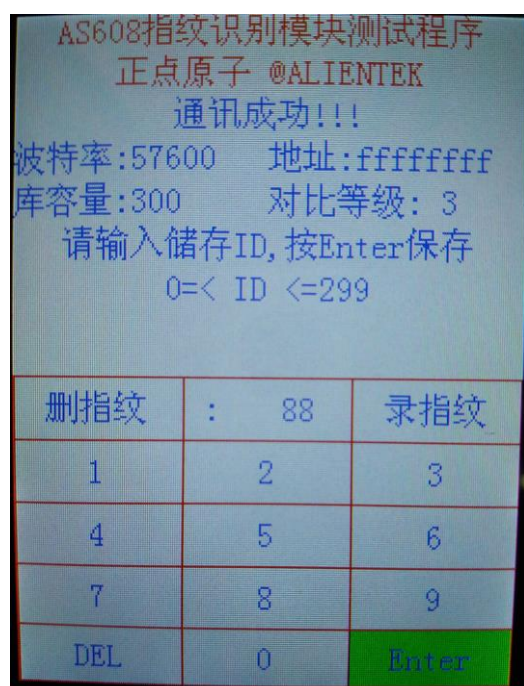 AS608指纹识别模块测试程序
正点原子 @ALIENTEK
通讯成功!!!
波特率:57600 地址:ffffffff
库容量:300 对比等级: 3
请输入储存ID,按Enter保存
0=< ID <=299
删指纹 : 88 录指纹
1 2 3
4 5 6
7 8 9
DEL 0 Enter